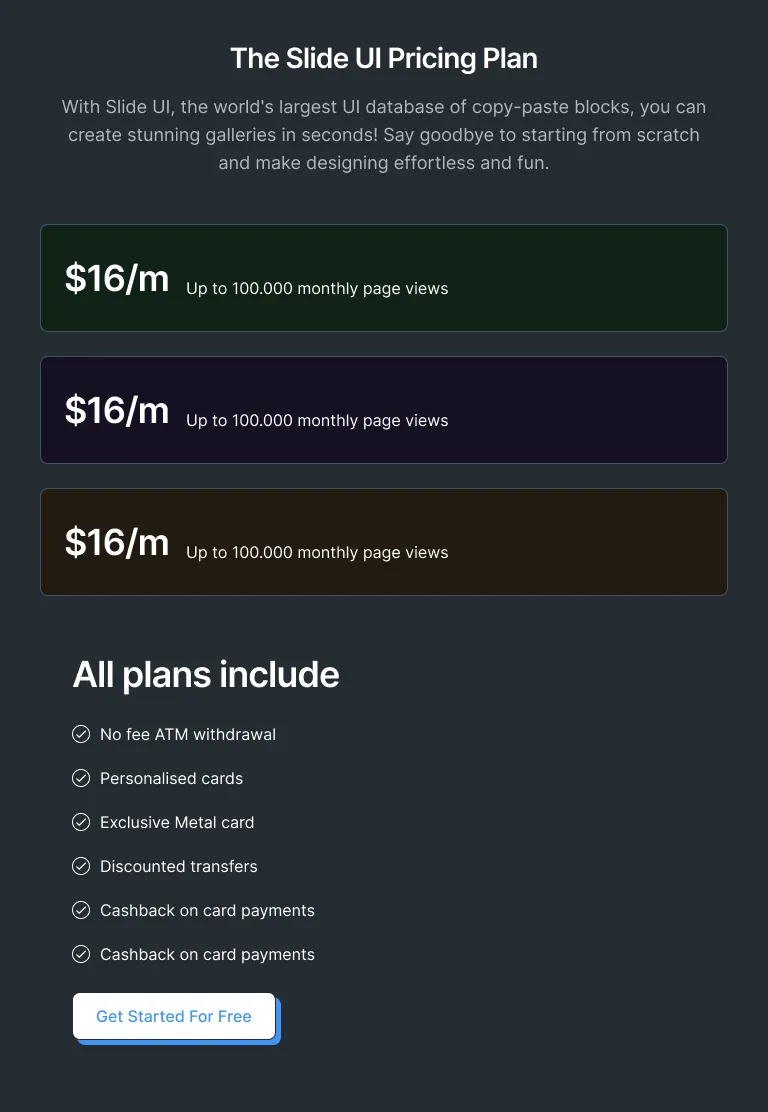 The Slide UI Pricing Plan
With Slide UI, the world's largest UI database of copy-paste blocks, you can
create stunning galleries in seconds! Say goodbye to starting from scratch
and make designing effortless and fun.
$16/m Up to 100.000 monthly page views
$16/m Up to 100.000 monthly page views
$16/m Up to 100.000 monthly page views
All plans include
No fee ATM withdrawal
Personalised cards
Exclusive Metal card
Discounted transfers
Cashback on card payments
Cashback on card payments
Get Started For Free